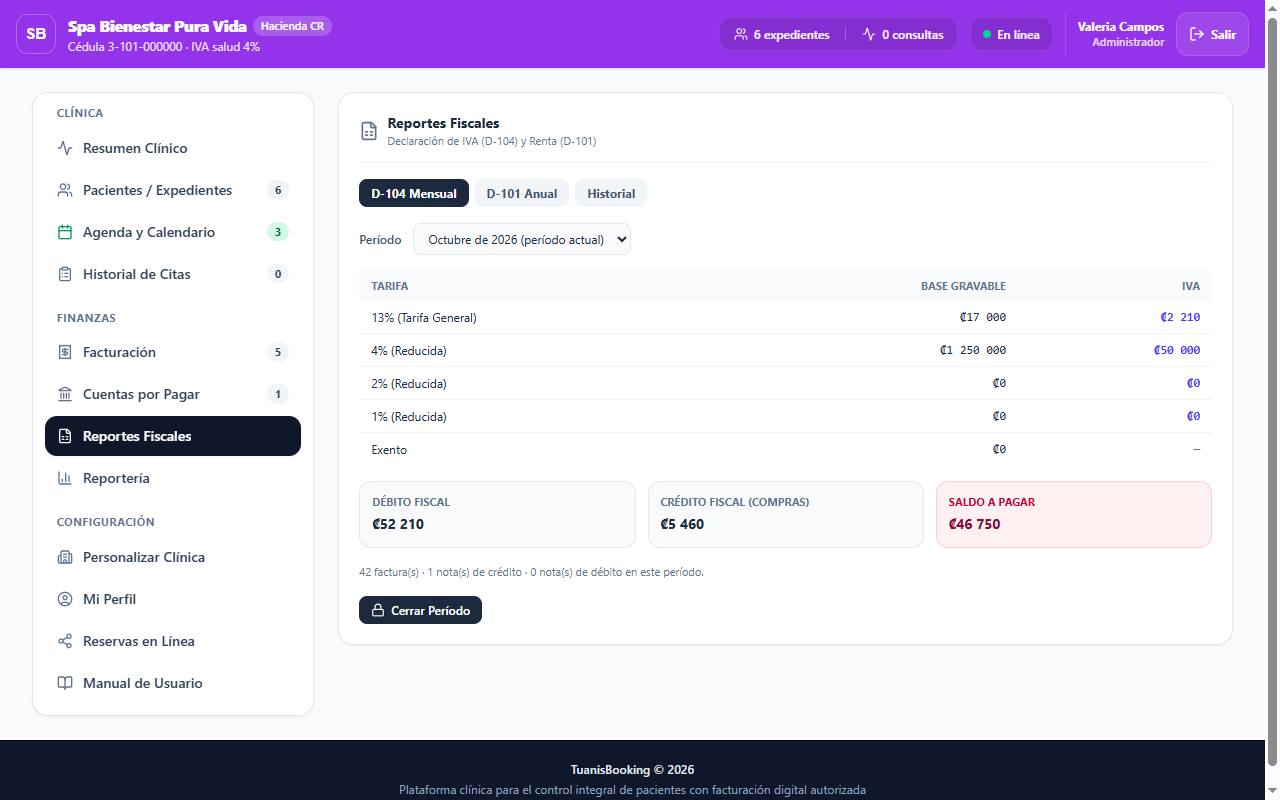 SB
Spa Bienestar Pura Vida
Hacienda CR
Cédula 3-101-000000 · IVA salud 4%
6 expedientes
0 consultas
En línea
Valeria Campos
Administrador
Salir
CLÍNICA
Resumen Clínico
Pacientes / Expedientes 6
Agenda y Calendario 3
Historial de Citas 0
FINANZAS
Facturación 5
Cuentas por Pagar 1
Reportes Fiscales
Reportería
CONFIGURACIÓN
Personalizar Clínica
Mi Perfil
Reservas en Línea
Manual de Usuario
Reportes Fiscales
Declaración de IVA (D-104) y Renta (D-101)
D-104 Mensual D-101 Anual Historial
Período Octubre de 2026 (período actual)
TARIFA BASE GRAVABLE IVA
13% (Tarifa General) ₡17 000 ₡2 210
4% (Reducida) ₡1 250 000 ₡50 000
2% (Reducida) ₡0 ₡0
1% (Reducida) ₡0 ₡0
Exento ₡0 —
DÉBITO FISCAL
₡52 210
CRÉDITO FISCAL (COMPRAS)
₡5 460
SALDO A PAGAR
₡46 750
42 factura(s) · 1 nota(s) de crédito · 0 nota(s) de débito en este período.
Cerrar Período
TuanisBooking © 2026
Plataforma clínica para el control integral de pacientes con facturación digital autorizada